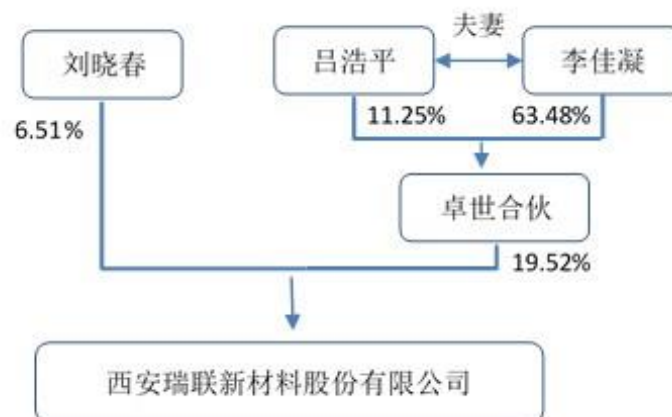 夫妻
刘晓春
吕浩平
李佳凝
6.51%
11.25%
63.48%
卓世合伙
19.52%
西安瑞联新材料股份有限公司